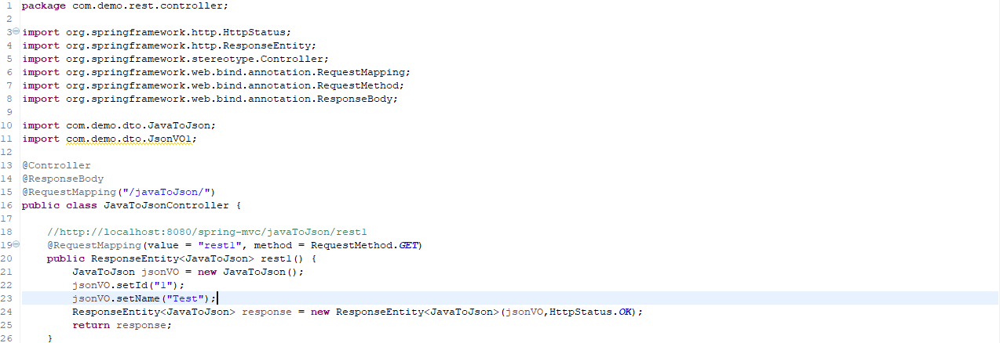 1 package com.demo.rest.controller;
2
3 import org.springframework.http.HttpStatus;
4 import org.springframework.http.ResponseEntity;
5 import org.springframework.stereotype.Controller;
6 import org.springframework.web.bind.annotation.RequestMapping;
7 import org.springframework.web.bind.annotation.RequestMethod;
8 import org.springframework.web.bind.annotation.ResponseBody;
9
10 import com.demo.dto.JavaToJson;
11 import com.demo.dto.JsonVO1;
12
13 @Controller
14 @ResponseBody
15 @RequestMapping("/javaToJson/")
16 public class JavaToJsonController {
17
18     //http://localhost:8080/spring-mvc/javaToJson/rest1
19     @RequestMapping(value = "rest1", method = RequestMethod.GET)
20     public ResponseEntity<JavaToJson> rest1() {
21         JavaToJson jsonVO = new JavaToJson();
22         jsonVO.setId("1");
23         jsonVO.setName("Test");
24         ResponseEntity<JavaToJson> response = new ResponseEntity<JavaToJson>(jsonVO,HttpStatus.OK);
25         return response;
26     }